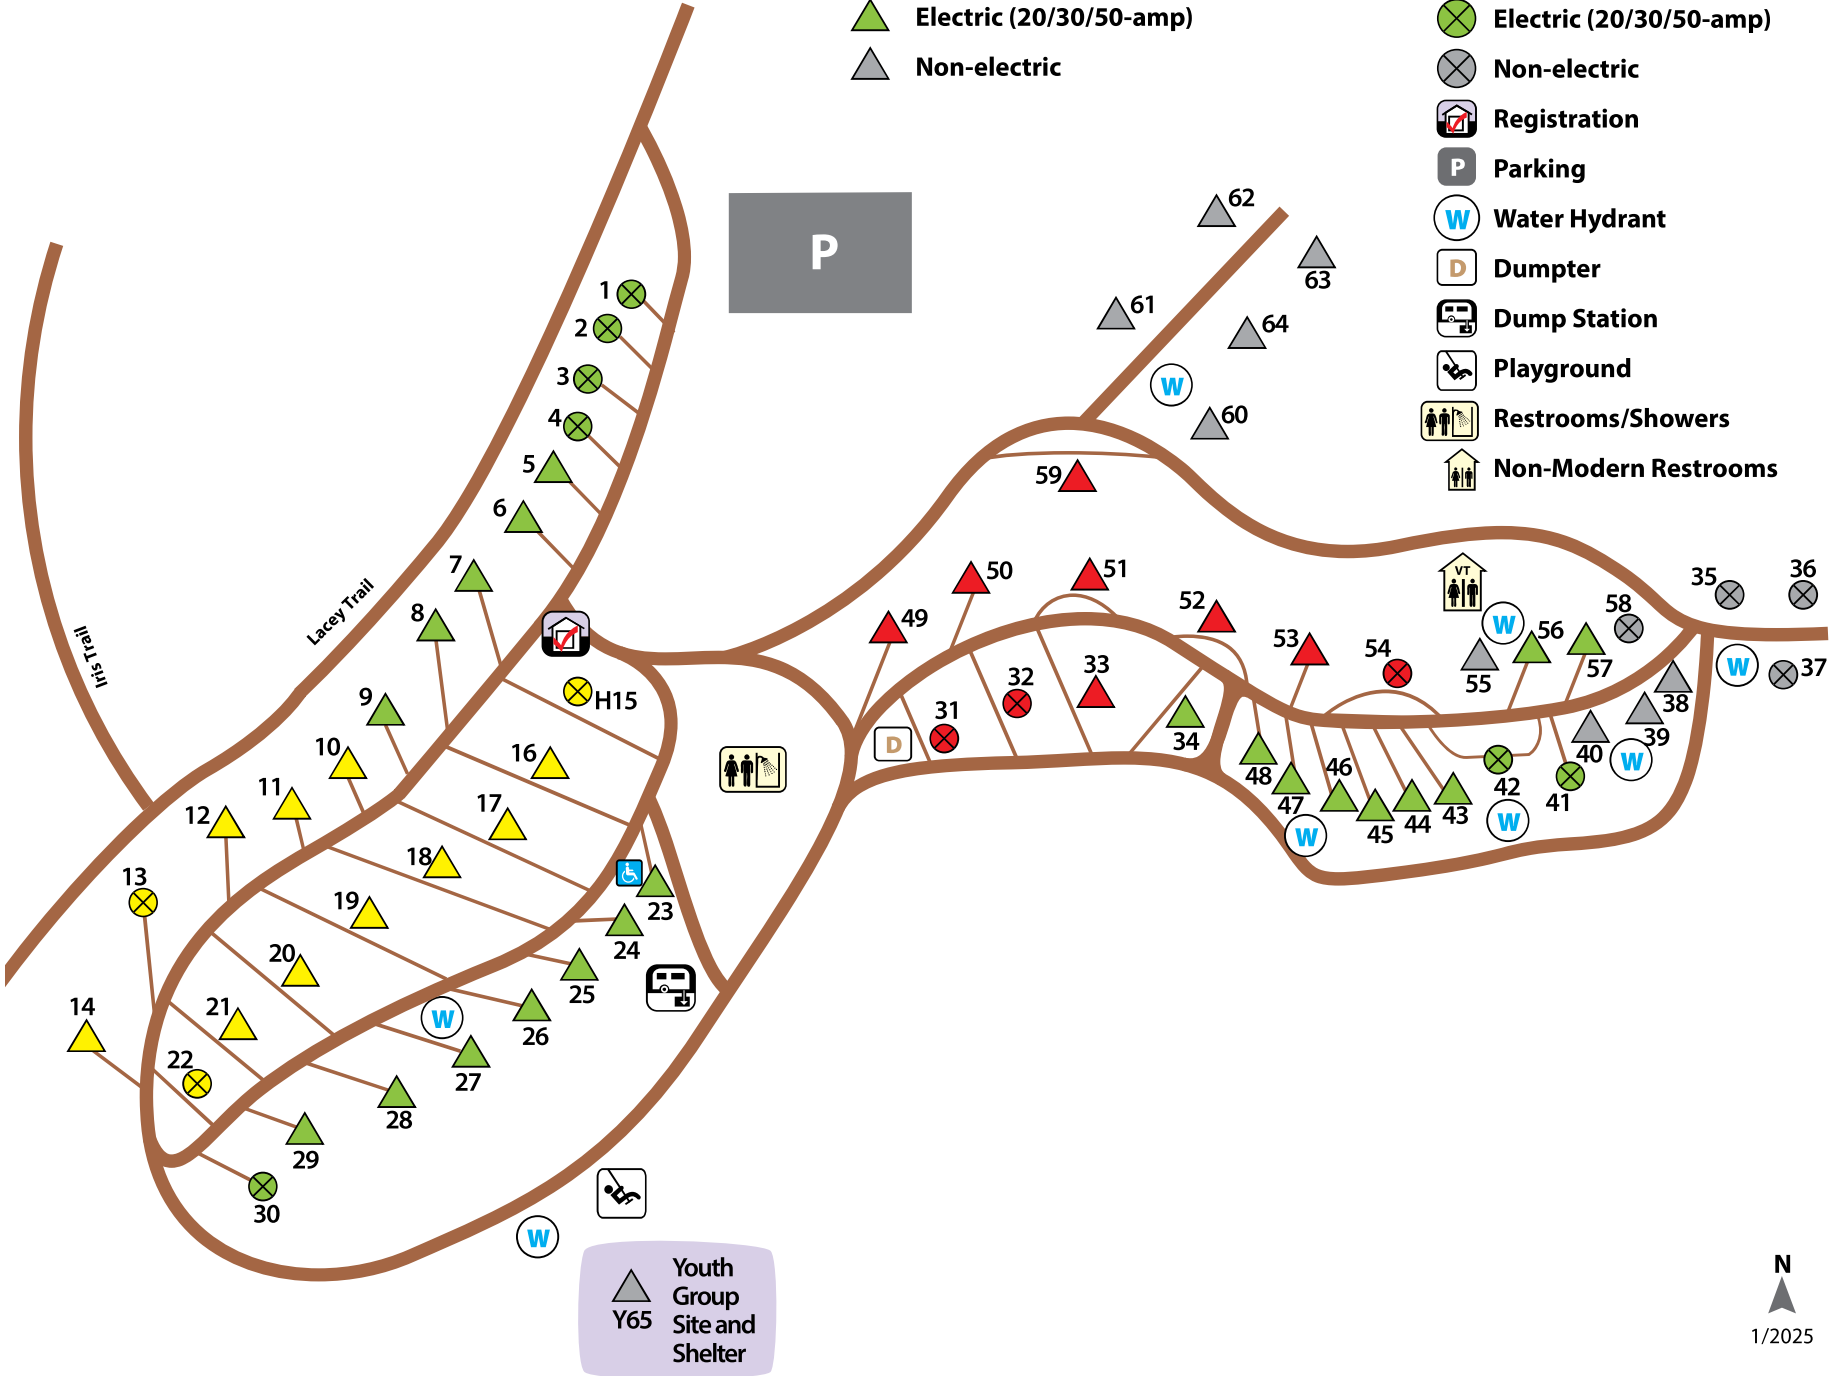 Electric (20/30/50-amp)
Non-electric
Electric (20/30/50-amp)
Non-electric
Registration
P
Parking
W
Water Hydrant
D
Dumpter
Dump Station
Playground
Restrooms/Showers
Non-Modern Restrooms
P
62
63
61
64
W
60
59
1
2
3
4
5
6
7
8
9
10
11
12
13
14
Lacey Trail
Iris Trail
H15
16
17
18
19
20
21
22
23
24
25
26
27
28
29
30
W
D
31
32
33
34
49
50
51
52
53
54
VT
W
55
56
57
58
35
36
37
W
38
39
40
W
41
42
W
43
44
45
46
47
48
W
W
Youth
Group
Site and
Shelter
Y65
N
1/2025